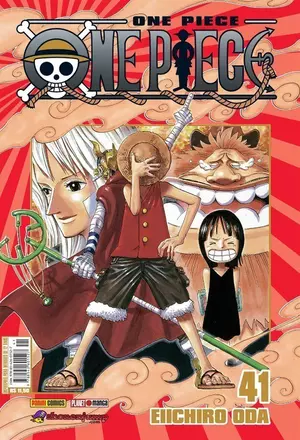 ONE PIECE
ONE PIECE
41
PANINI COMICS
PLANET MANGA
EIICHIRO ODA